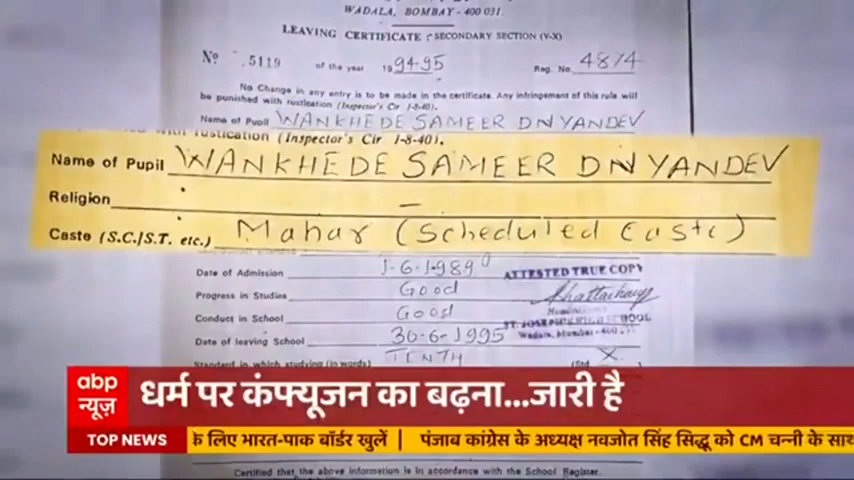 WADALA, BOMBAY - 400 031.
LEAVING CERTIFICATE SECONDARY SECTION (V-X)
Nº 5119 of the year 1994-95 Reg. No. 4874
No Change in any entry is to be made in the certificate. Any infringement of this rule will
be punished with rustication (Inspector's Cir 1-8-40).
Name of Pupil WANKHEDE SAMEER DNYANDEV
with rustication (Inspector's Cir 1-8-40).
Name of Pupil WANKHEDE SAMEER DNYANDEV
Religion –
Caste (S.C./S.T. etc.) Mahar (Scheduled Caste)
Date of Admission 1-6-1989
Progress in Studies Good
Conduct in School Good
Date of leaving School 30-6-1995
Standard in which studying (in words) TENTH (Std X
ATTESTED TRUE COPY
ST. JOSEPH'S HIGH SCHOOL
Wadala, Mumbai-400
abp
न्यूज़
धर्म पर कंफ्यूजन का बढ़ना...जारी है
TOP NEWS के लिए भारत-पाक बॉर्डर खुलें | पंजाब कांग्रेस के अध्यक्ष नवजोत सिंह सिद्धू को CM चन्नी के साथ
Certified that the above information is in accordance with the School Register.